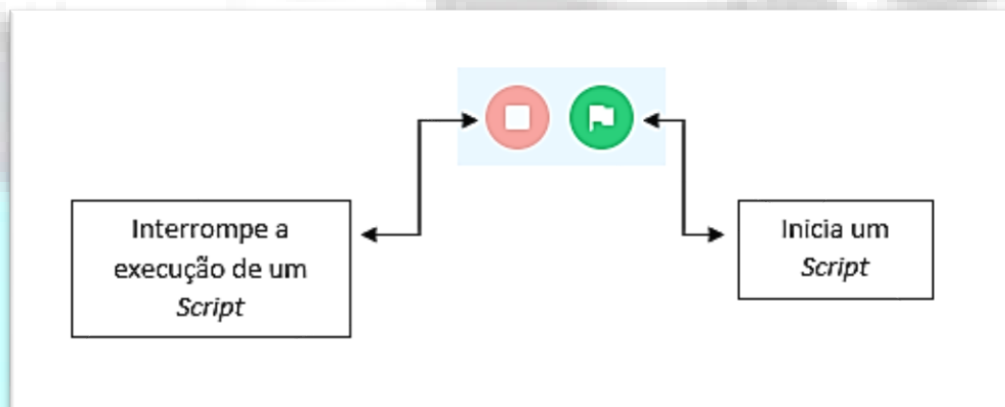 Interrompe a
execução de um
Script
Inicia um
Script